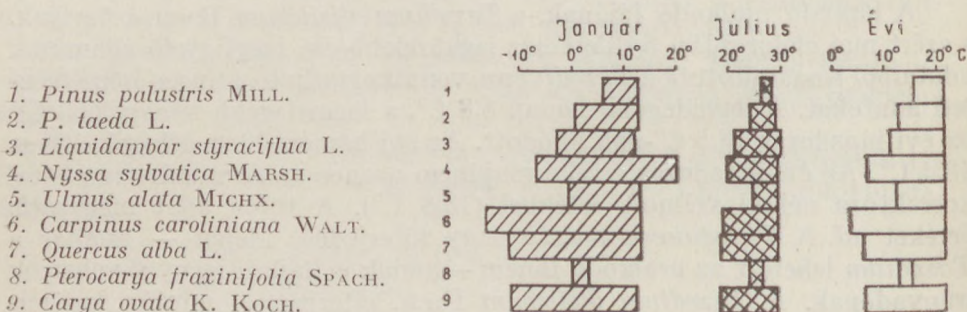 Január Július Évi
-10° 0° 10° 20° 20° 30° 0° 10° 20° C
1. Pinus palustris MILL. 1
2. P. taeda L. 2
3. Liquidambar styraciflua L. 3
4. Nyssa sylvatica MARSH. 4
5. Ulmus alata MICHX. 5
6. Carpinus caroliniana WALT. 6
7. Quercus alba L. 7
8. Pterocarya fraxinifolia SPACH. 8
9. Carya ovata K. KOCH. 9